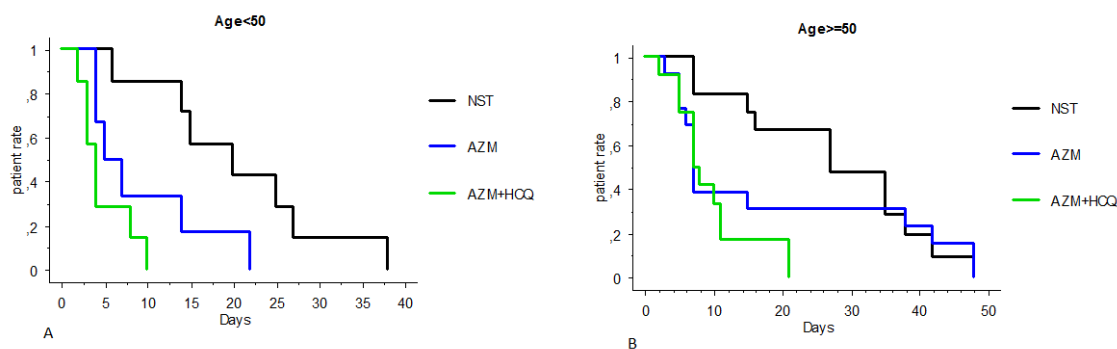 Age<50
1
,8
,6
,4
,2
0
patient rate
0 5 10 15 20 25 30 35 40
Days
NST
AZM
AZM+HCQ
A
Age>=50
1
,8
,6
,4
,2
0
patient rate
0 10 20 30 40 50
Days
NST
AZM
AZM+HCQ
B